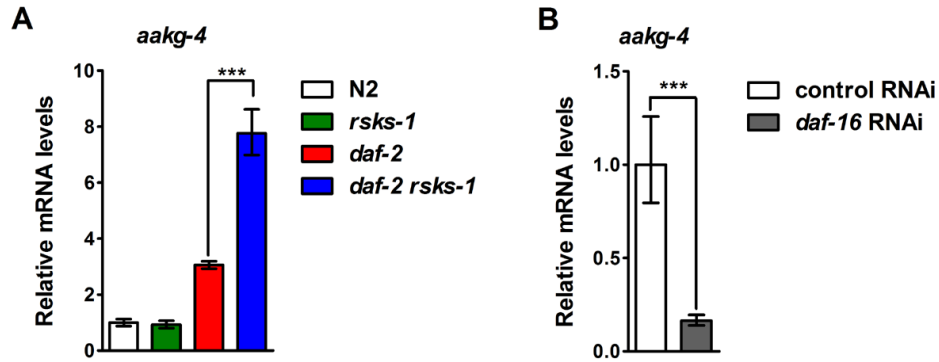 A
aakg-4
Relative mRNA levels
10
8
6
4
2
0
***
N2
rsks-1
daf-2
daf-2 rsks-1
B
aakg-4
Relative mRNA levels
1.5
1.0
0.5
0.0
***
control RNAi
daf-16 RNAi